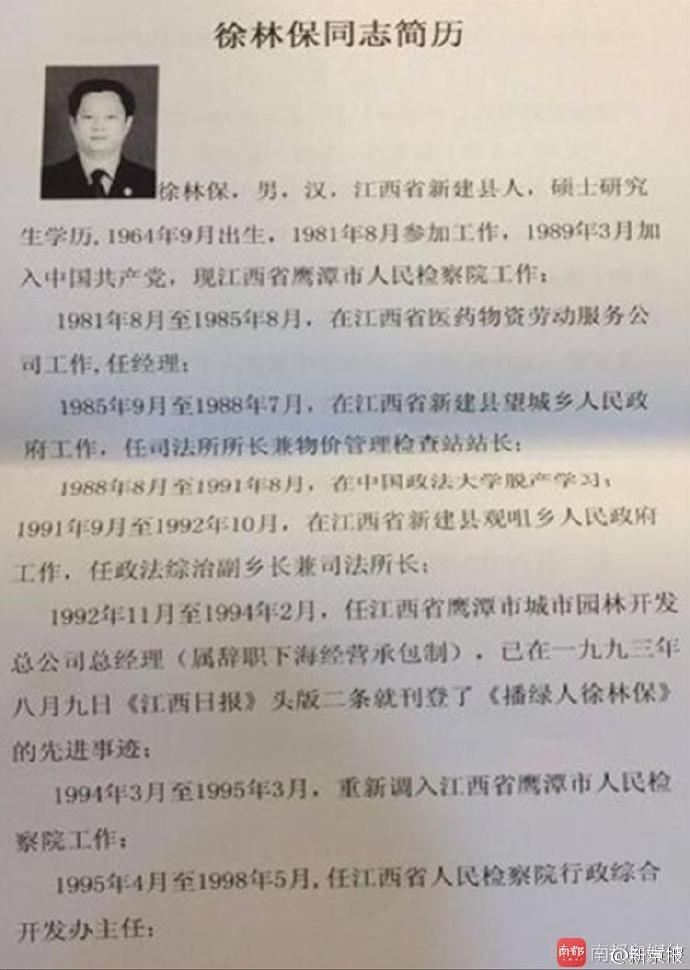 徐林保同志简历
徐林保，男，汉，江西省新建县人，硕士研究
生学历,1964年9月出生，1981年8月参加工作，1989年3月加
入中国共产党，现江西省鹰潭市人民检察院工作；
1981年8月至1985年8月，在江西省医药物资劳动服务公
司工作,任经理；
1985年9月至1988年7月，在江西省新建县望城乡人民政
府工作，任司法所所长兼物价管理检查站站长；
1988年8月至1991年8月，在中国政法大学脱产学习；
1991年9月至1992年10月，在江西省新建县观咀乡人民政府
工作，任政法综治副乡长兼司法所长；
1992年11月至1994年2月，任江西省鹰潭市城市园林开发
总公司总经理（属辞职下海经营承包制），已在一九九三年
八月九日《江西日报》头版二条就刊登了《播绿人徐林保》
的先进事迹；
1994年3月至1995年3月，重新调入江西省鹰潭市人民检
察院工作；
1995年4月至1998年5月,任江西省人民检察院行政综合
开发办主任；
南都 南都自媒体
@新京报